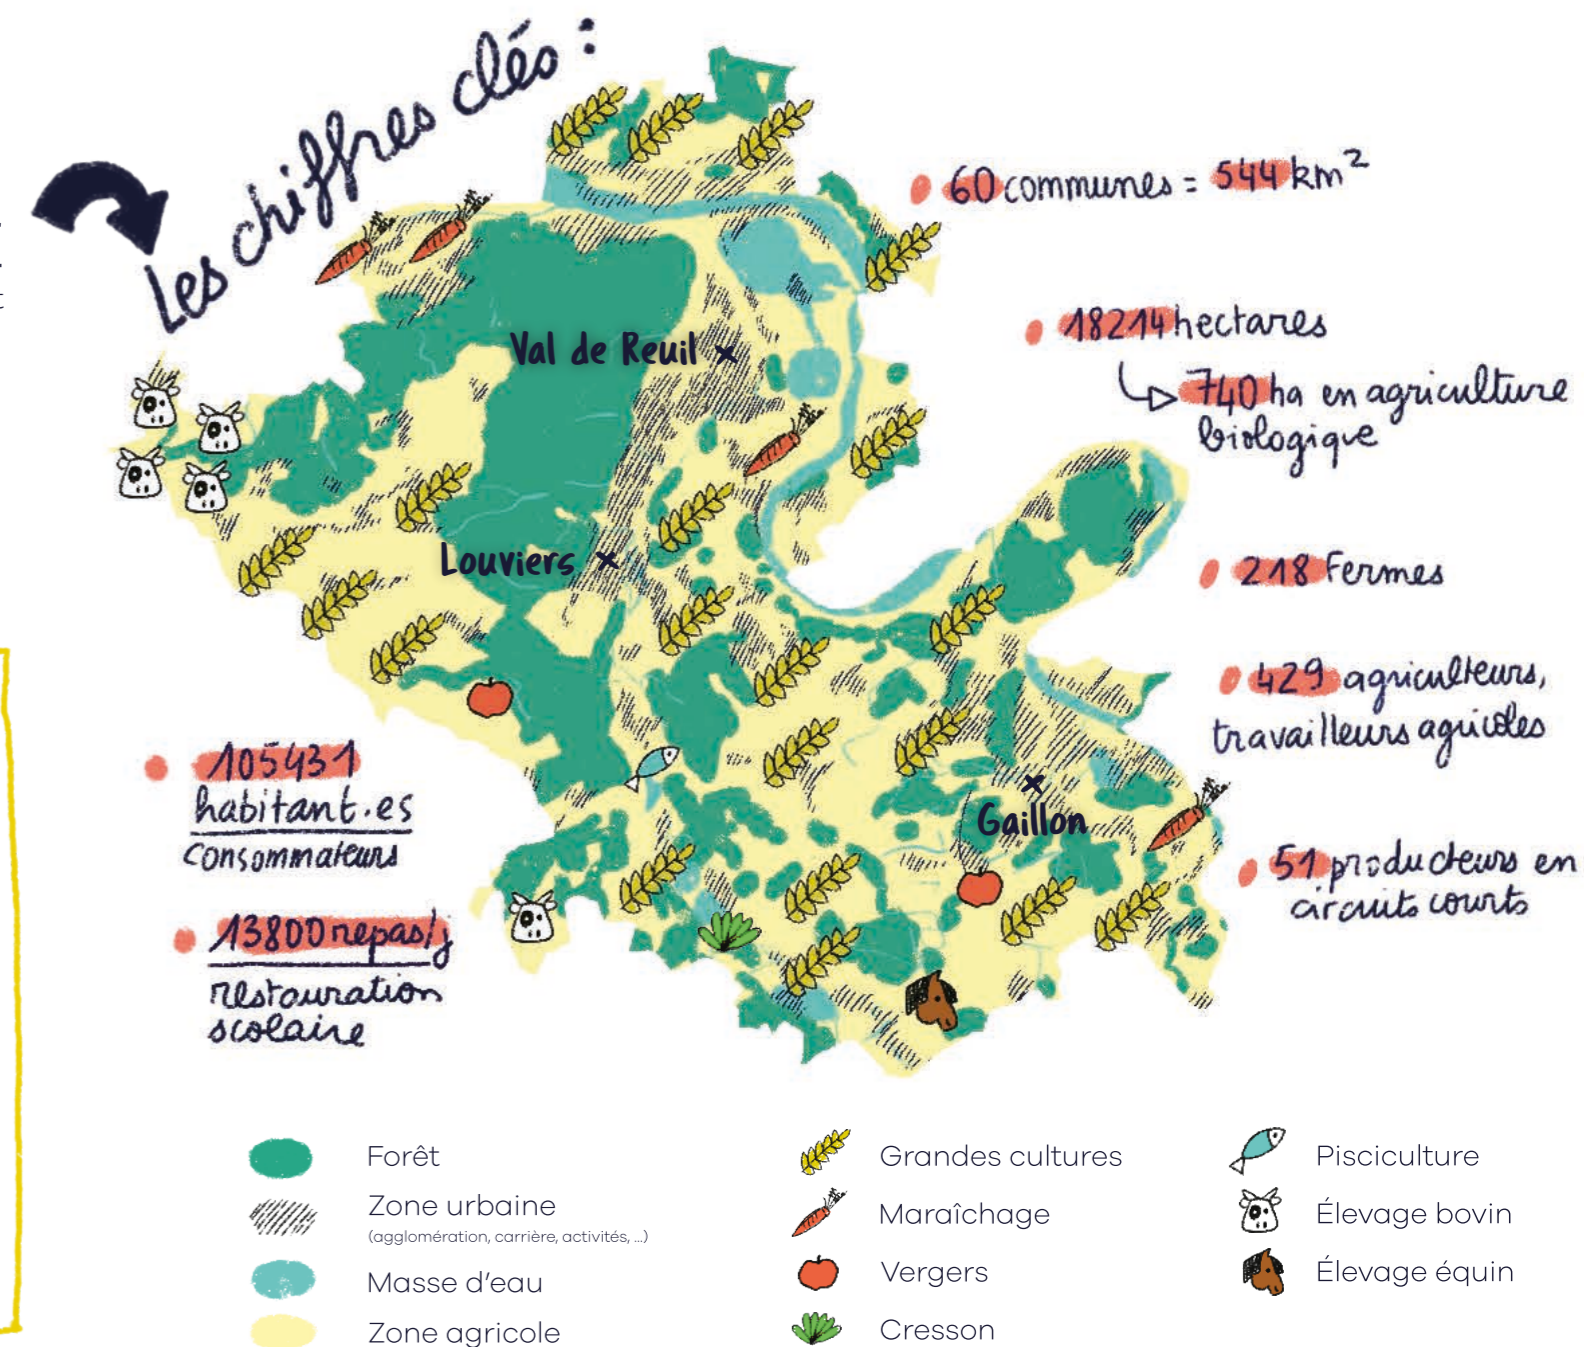 Les chiffres clés :
60 communes = 544 km²
18214 hectares
740 ha en agriculture
biologique
218 Fermes
429 agriculteurs,
travailleurs agricoles
51 producteurs en
circuits courts
105431
habitant.es
consommateurs
13800 repas/j
restauration
scolaire
Val de Reuil
Louviers
Gaillon
Forêt
Zone urbaine
(agglomération, carrière, activités, ...)
Masse d'eau
Zone agricole
Grandes cultures
Maraîchage
Vergers
Cresson
Pisciculture
Élevage bovin
Élevage équin